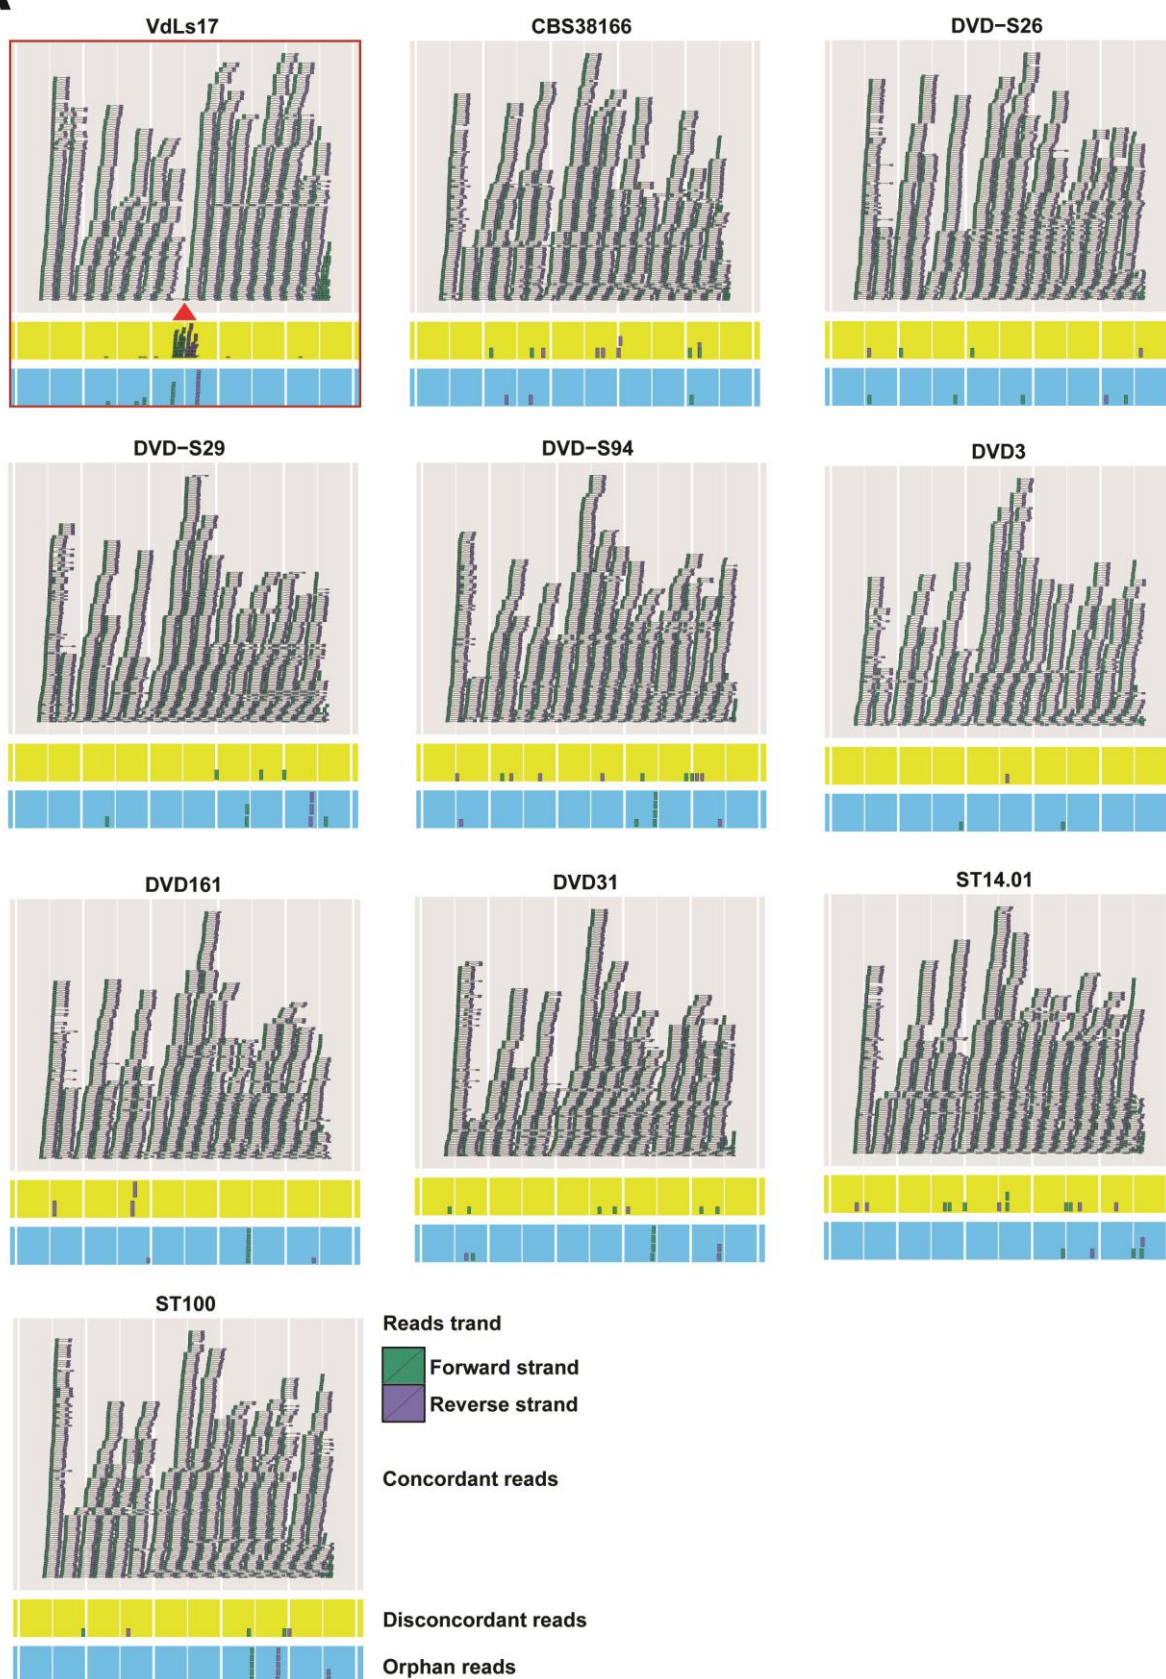 VdLs17
CBS38166
DVD−S26
DVD−S29
DVD−S94
DVD3
DVD161
DVD31
ST14.01
ST100
Reads trand
Forward strand
Reverse strand
Concordant reads
Disconcordant reads
Orphan reads